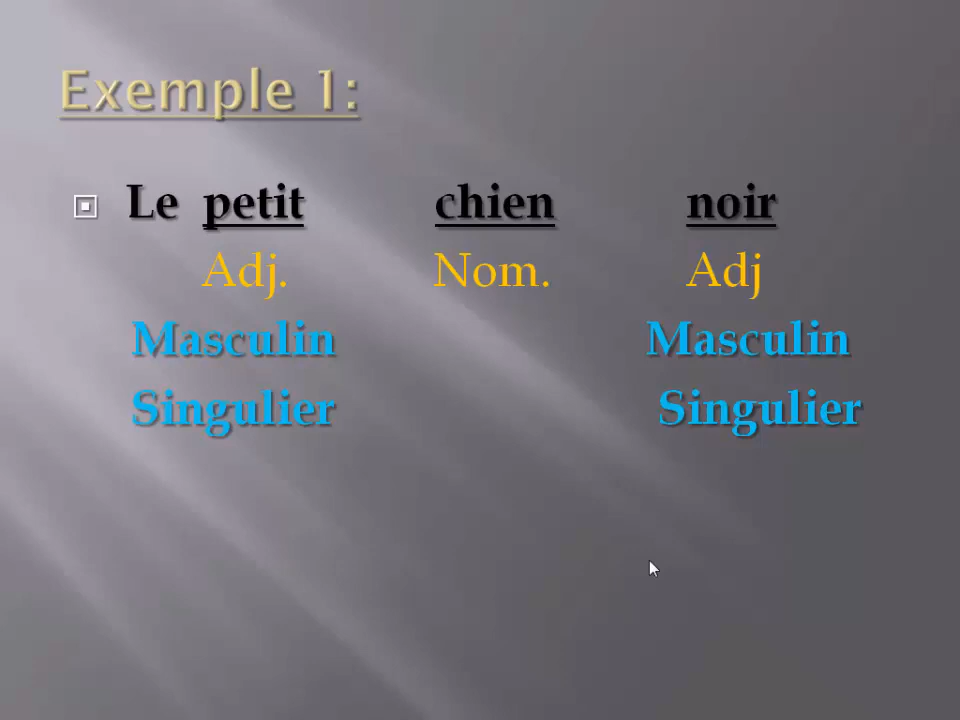 Exemple 1:
Le petit chien noir
Adj. Nom. Adj
Masculin Masculin
Singulier Singulier